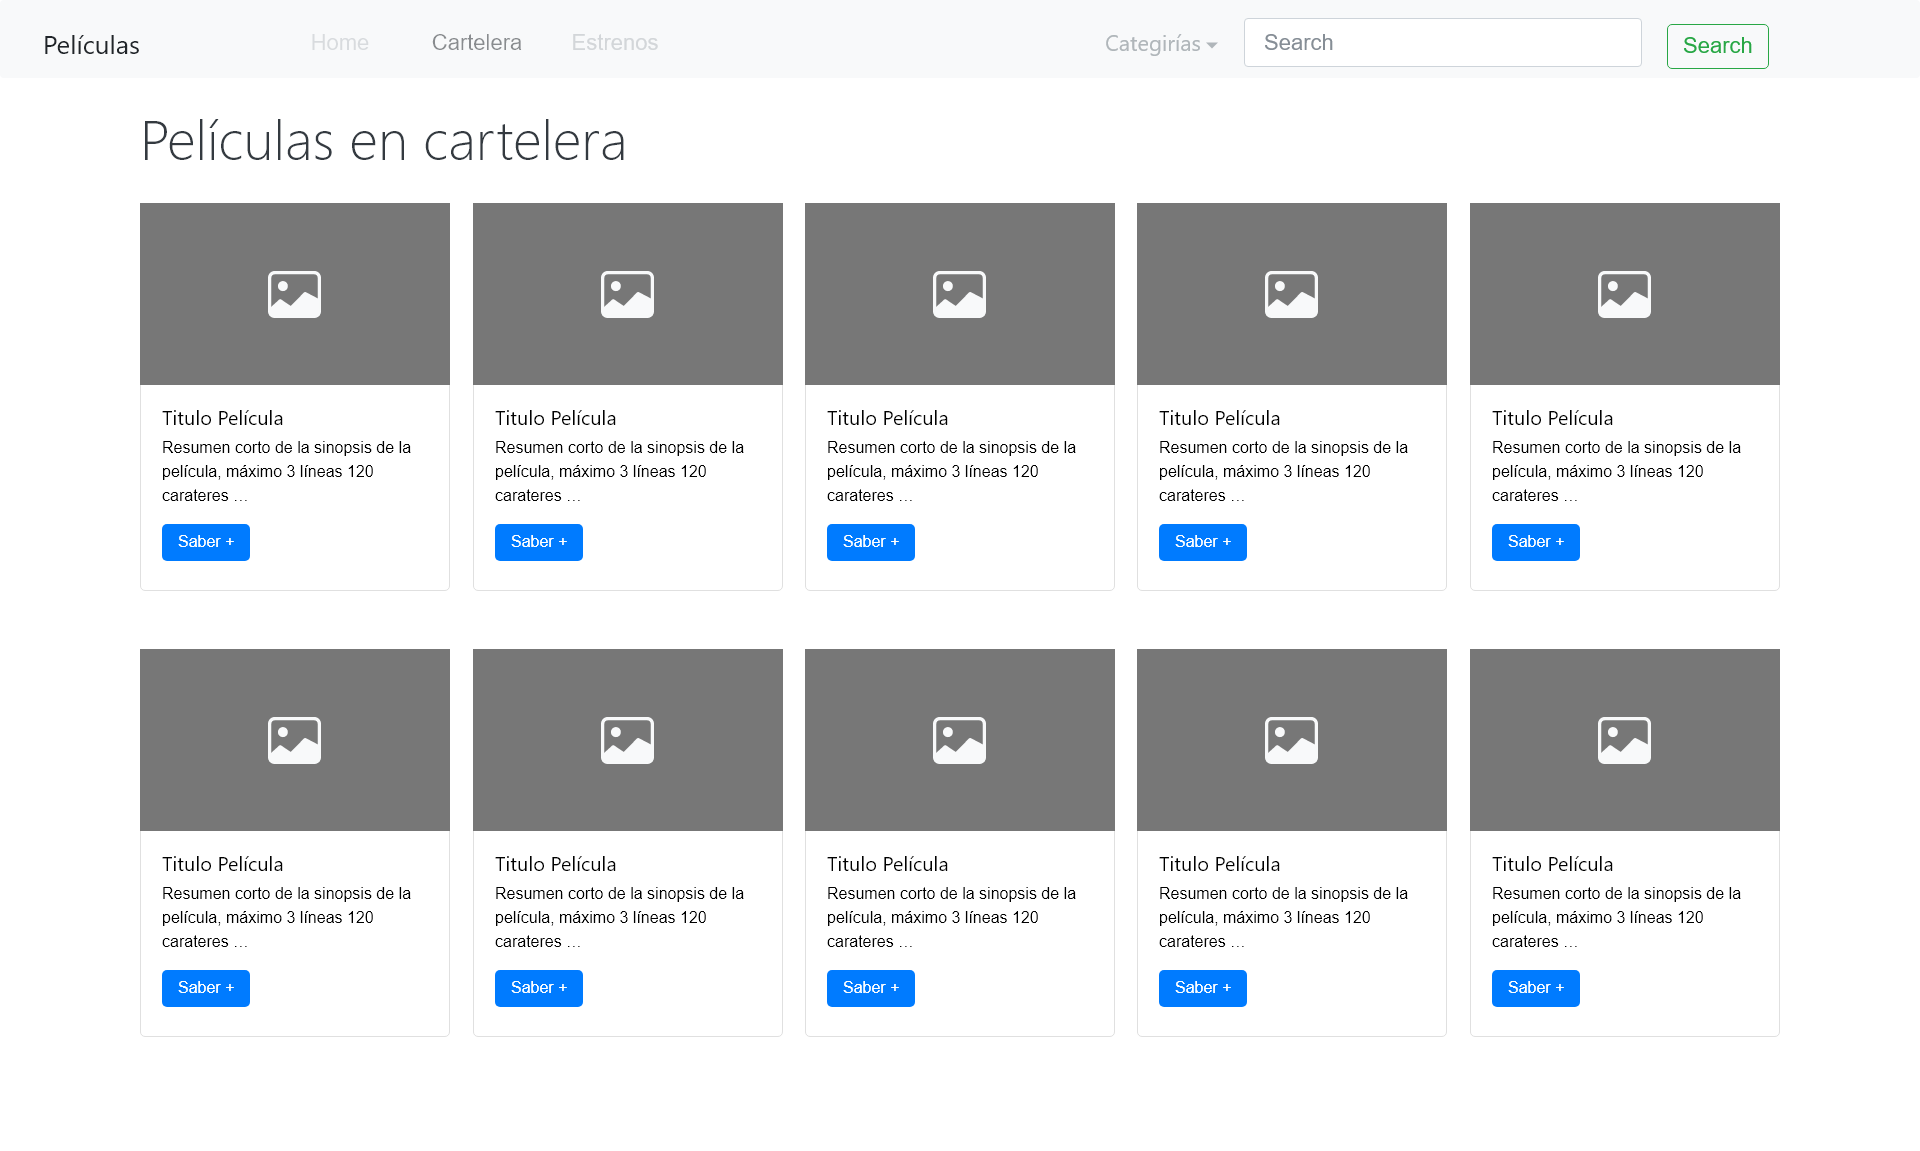 Películas Home Cartelera Estrenos Categirías Search Search
Películas en cartelera
Titulo Película
Resumen corto de la sinopsis de la
película, máximo 3 líneas 120
carateres ...
Saber +
Titulo Película
Resumen corto de la sinopsis de la
película, máximo 3 líneas 120
carateres ...
Saber +
Titulo Película
Resumen corto de la sinopsis de la
película, máximo 3 líneas 120
carateres ...
Saber +
Titulo Película
Resumen corto de la sinopsis de la
película, máximo 3 líneas 120
carateres ...
Saber +
Titulo Película
Resumen corto de la sinopsis de la
película, máximo 3 líneas 120
carateres ...
Saber +
Titulo Película
Resumen corto de la sinopsis de la
película, máximo 3 líneas 120
carateres ...
Saber +
Titulo Película
Resumen corto de la sinopsis de la
película, máximo 3 líneas 120
carateres ...
Saber +
Titulo Película
Resumen corto de la sinopsis de la
película, máximo 3 líneas 120
carateres ...
Saber +
Titulo Película
Resumen corto de la sinopsis de la
película, máximo 3 líneas 120
carateres ...
Saber +
Titulo Película
Resumen corto de la sinopsis de la
película, máximo 3 líneas 120
carateres ...
Saber +